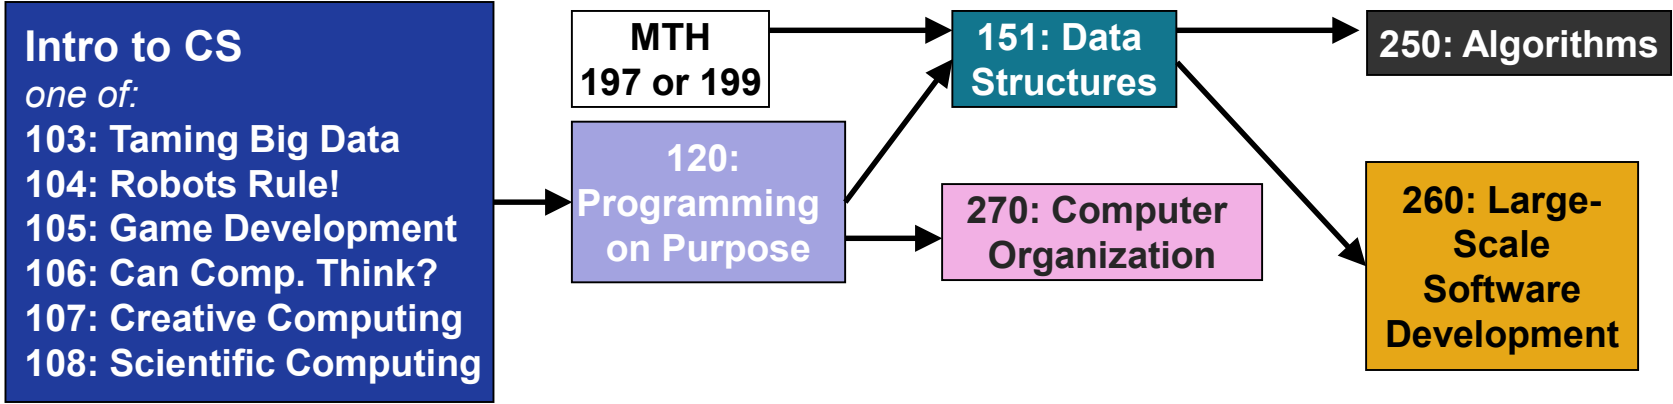 Intro to CS
one of:
103: Taming Big Data
104: Robots Rule!
105: Game Development
106: Can Comp. Think?
107: Creative Computing
108: Scientific Computing
MTH
197 or 199
120:
Programming
on Purpose
151: Data
Structures
270: Computer
Organization
250: Algorithms
260: Large-
Scale
Software
Development